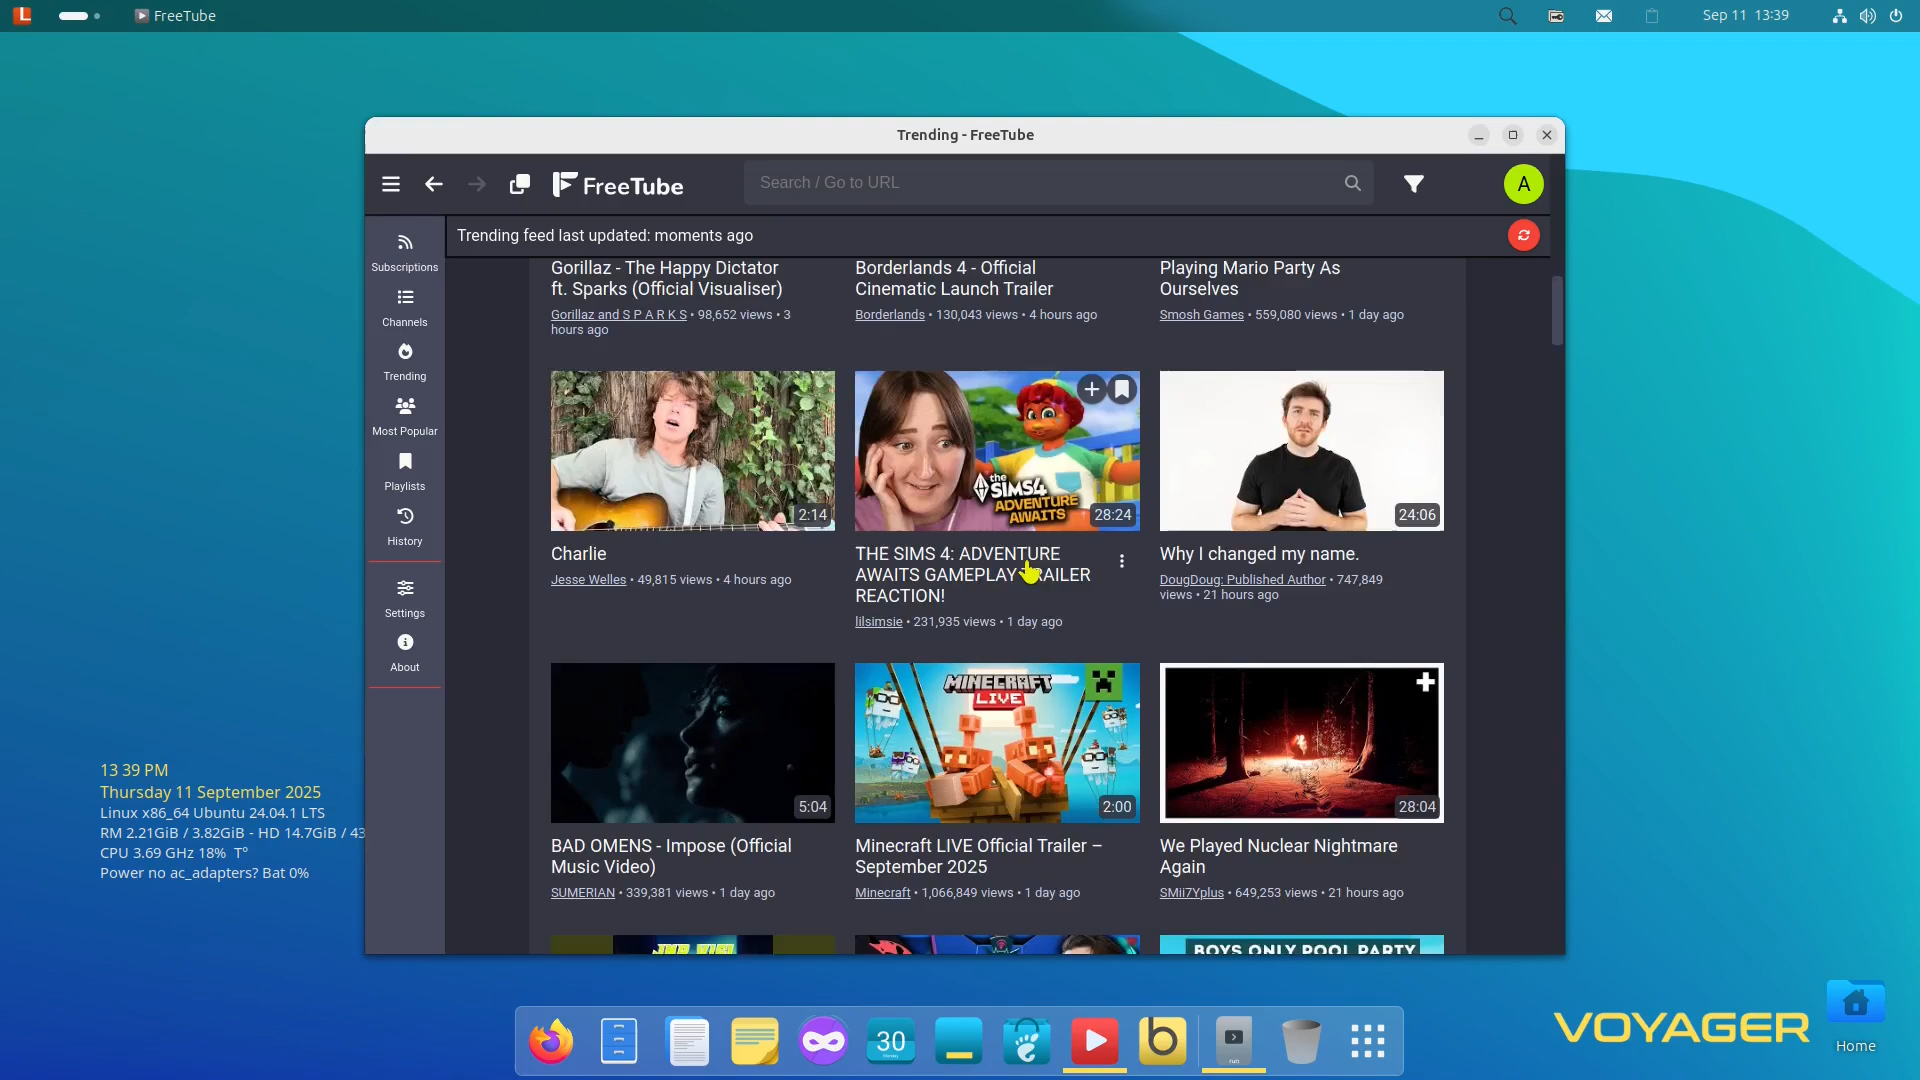 FreeTube
Sep 11 13:39
Trending - FreeTube
FreeTube
Search / Go to URL
A
Trending feed last updated: moments ago
Subscriptions
Channels
Trending
Most Popular
Playlists
History
Settings
About
Gorillaz - The Happy Dictator
ft. Sparks (Official Visualiser)
Gorillaz and S P A R K S • 98,652 views • 3
hours ago
Borderlands 4 - Official
Cinematic Launch Trailer
Borderlands • 130,043 views • 4 hours ago
Playing Mario Party As
Ourselves
Smosh Games • 559,080 views • 1 day ago
2:14
Charlie
Jesse Welles • 49,815 views • 4 hours ago
THE SIMS 4
ADVENTURE
AWAITS
28:24
THE SIMS 4: ADVENTURE
AWAITS GAMEPLAY TRAILER
REACTION!
lilsimsie • 231,935 views • 1 day ago
24:06
Why I changed my name.
DougDoug: Published Author • 747,849
views • 21 hours ago
5:04
BAD OMENS - Impose (Official
Music Video)
SUMERIAN • 339,381 views • 1 day ago
MINECRAFT
LIVE
2:00
Minecraft LIVE Official Trailer –
September 2025
Minecraft • 1,066,849 views • 1 day ago
28:04
We Played Nuclear Nightmare
Again
SMii7Yplus • 649,253 views • 21 hours ago
BOYS ONLY POOL PARTY
13 39 PM
Thursday 11 September 2025
Linux x86_64 Ubuntu 24.04.1 LTS
RM 2.21GiB / 3.82GiB - HD 14.7GiB / 43
CPU 3.69 GHz 18% T°
Power no ac_adapters? Bat 0%
30
Monday
b
run
VOYAGER
Home